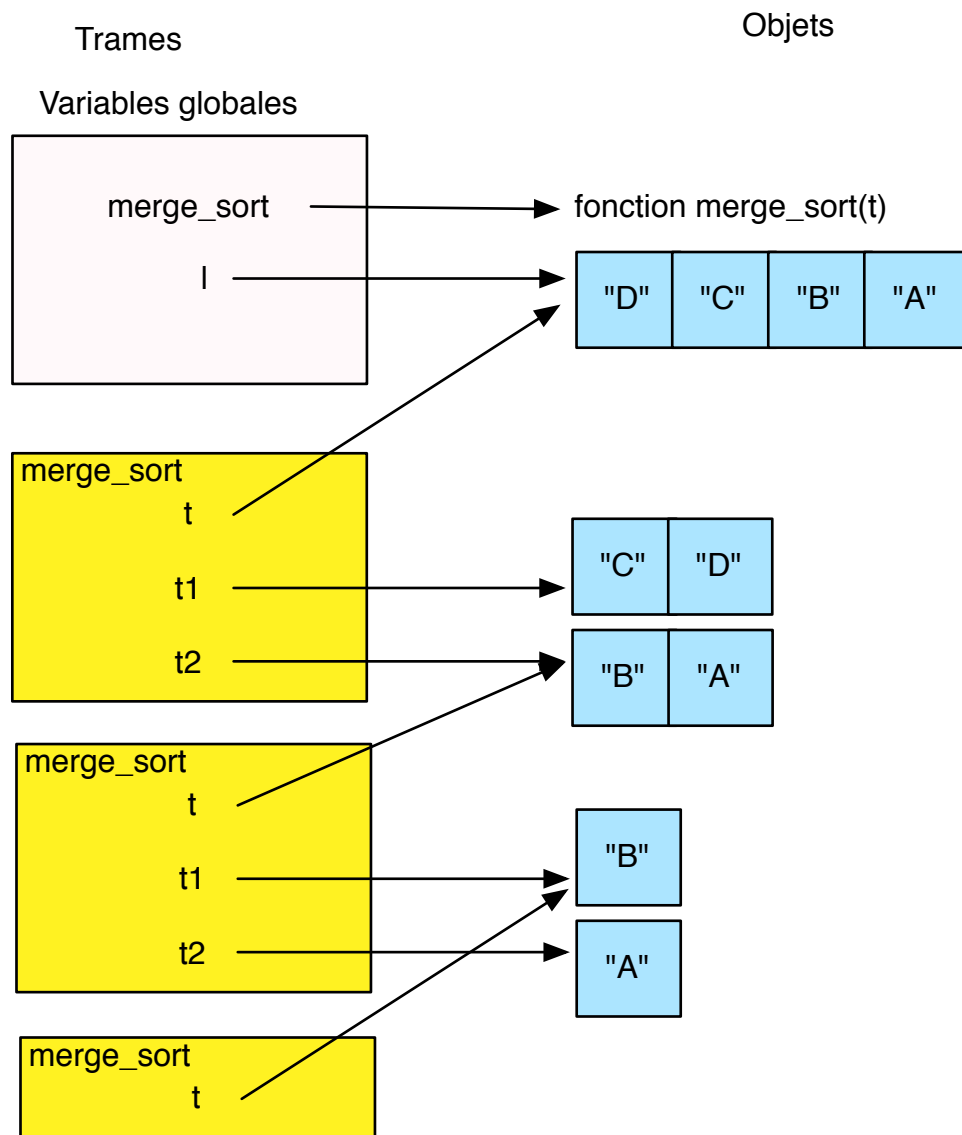 Trames
Objets
Variables globales
merge_sort
fonction merge_sort(t)
l
"D" "C" "B" "A"
merge_sort
t
t1
"C" "D"
t2
"B" "A"
merge_sort
t
t1
"B"
t2
"A"
merge_sort
t